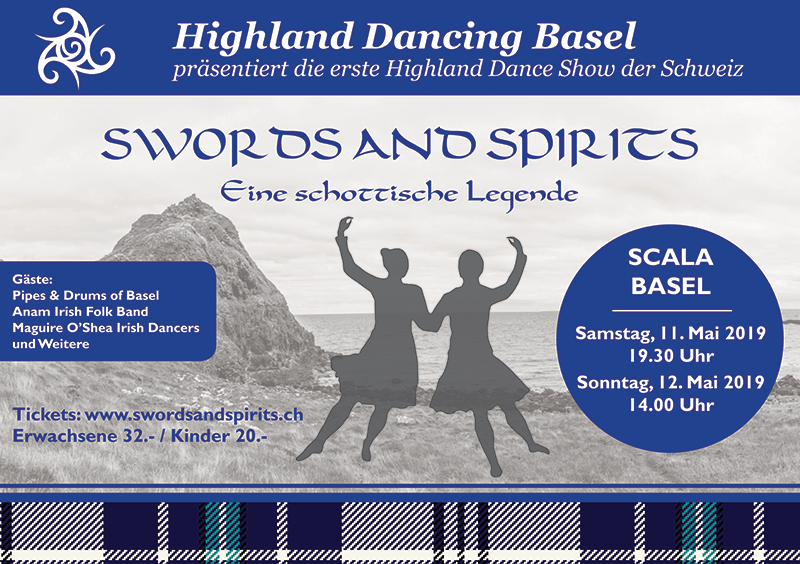 Highland Dancing Basel
präsentiert die erste Highland Dance Show der Schweiz
SWORDS AND SPIRITS
Eine schottische Legende
Gäste:
Pipes & Drums of Basel
Anam Irish Folk Band
Maguire O'Shea Irish Dancers
und Weitere
SCALA
BASEL
Samstag, 11. Mai 2019
19.30 Uhr
Sonntag, 12. Mai 2019
14.00 Uhr
Tickets: www.swordsandspirits.ch
Erwachsene 32.- / Kinder 20.-